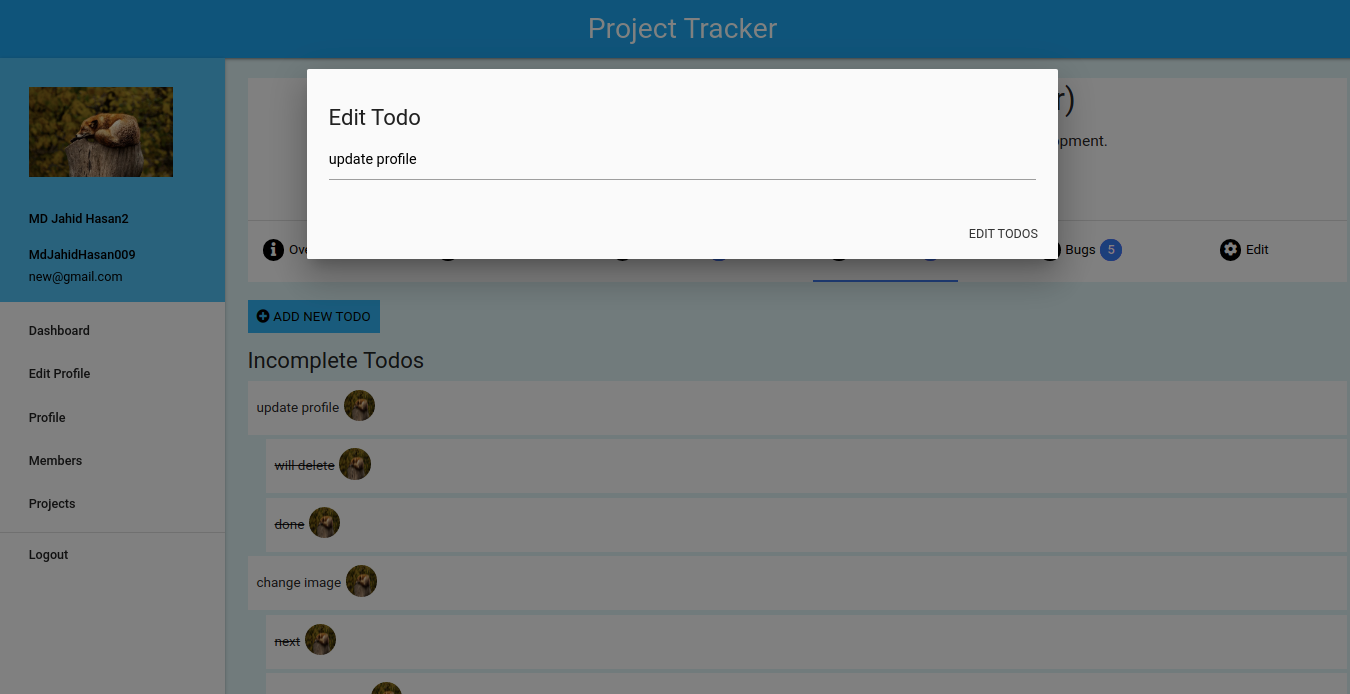 Project Tracker
MD Jahid Hasan2
MdJahidHasan009
new@gmail.com
Dashboard
Edit Profile
Profile
Members
Projects
Logout
Edit Todo
update profile
EDIT TODOS
r)
pment.
Ov
Bugs 5
Edit
ADD NEW TODO
Incomplete Todos
update profile
will delete
done
change image
next